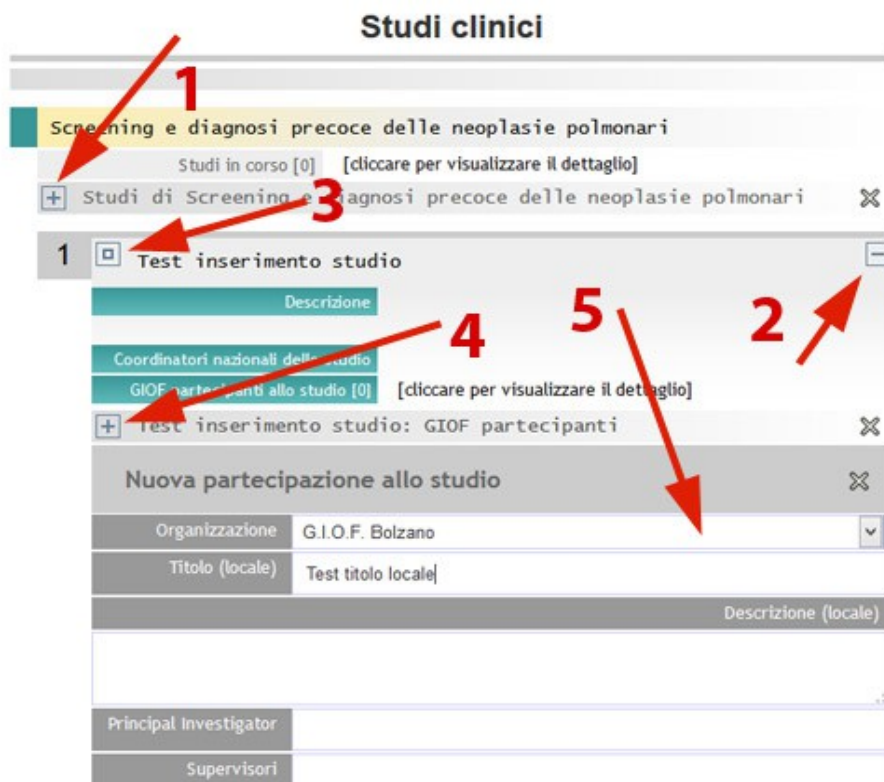 Studi clinici
1
Screening e diagnosi precoce delle neoplasie polmonari
Studi in corso [0] [cliccare per visualizzare il dettaglio]
Studi di Screening e diagnosi precoce delle neoplasie polmonari
3
1 Test inserimento studio
2
Descrizione
4
5
Coordinatori nazionali dello studio
GIOF partecipanti allo studio [0] [cliccare per visualizzare il dettaglio]
Test inserimento studio: GIOF partecipanti
Nuova partecipazione allo studio
Organizzazione G.I.O.F. Bolzano
Titolo (locale) Test titolo locale
Descrizione (locale)
Principal Investigator
Supervisori